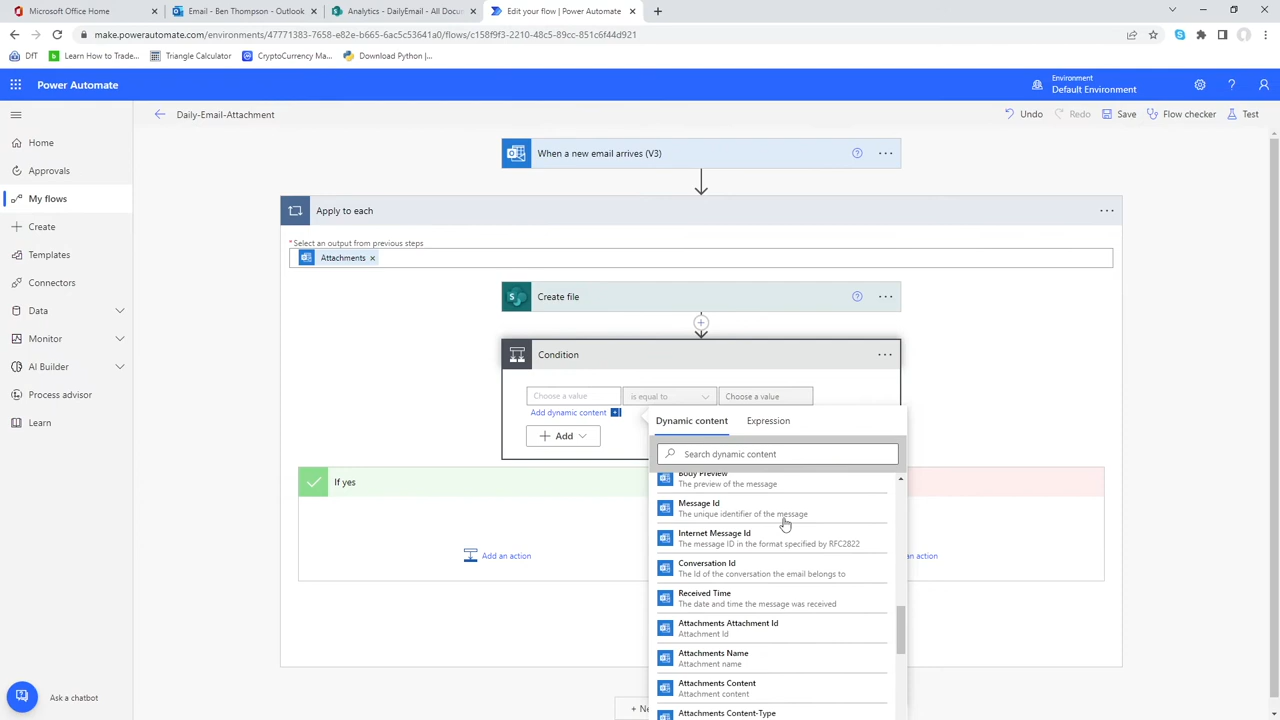 Microsoft Office Home
Email - Ben Thompson - Outlook
Analytics - DailyEmail - All Docum
Edit your flow | Power Automate
make.powerautomate.com/environments/47771383-7658-e82e-b665-6ac5c53641a0/flows/c158f9f3-2210-48c5-89cc-851c6f44d921
DfT
Learn How to Trade...
Triangle Calculator
CryptoCurrency Ma...
Download Python |...
Power Automate
Environment
Default Environment
Daily-Email-Attachment
Undo
Redo
Save
Flow checker
Test
Home
Approvals
My flows
Create
Templates
Connectors
Data
Monitor
AI Builder
Process advisor
Learn
Ask a chatbot
When a new email arrives (V3)
Apply to each
* Select an output from previous steps
Attachments
Create file
Condition
Choose a value
is equal to
Choose a value
Add dynamic content
Add
If yes
Add an action
an action
+ Ne
Dynamic content
Expression
Search dynamic content
Body Preview
The preview of the message
Message Id
The unique identifier of the message
Internet Message Id
The message ID in the format specified by RFC2822
Conversation Id
The Id of the conversation the email belongs to
Received Time
The date and time the message was received
Attachments Attachment Id
Attachment Id
Attachments Name
Attachment name
Attachments Content
Attachment content
Attachments Content-Type